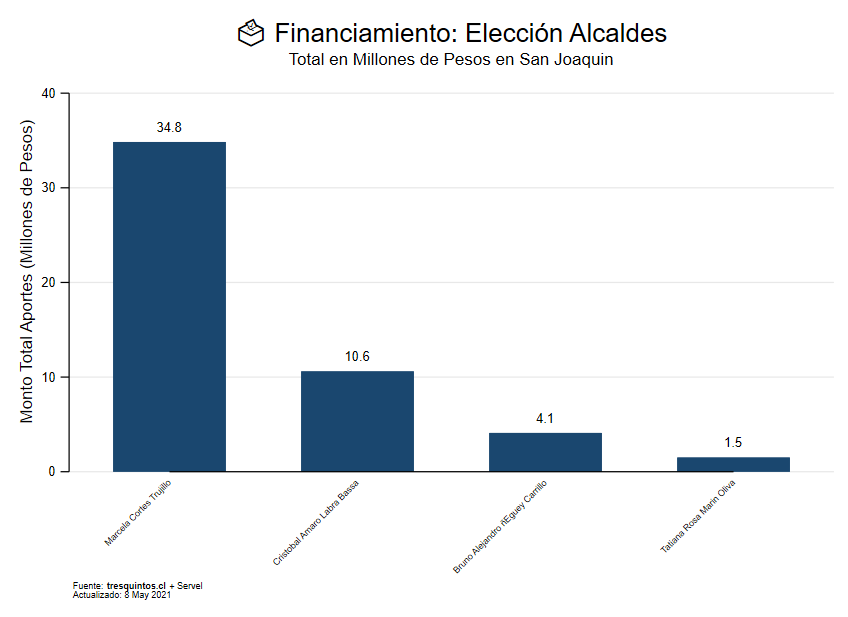 Financiamiento: Elección Alcaldes
Total en Millones de Pesos en San Joaquin
Monto Total Aportes (Millones de Pesos)
40
30
20
10
0
34.8
10.6
4.1
1.5
Marcela Cortes Trujillo
Cristobal Amaro Labra Bassa
Bruno Alejandro ñEguey Carrillo
Tatiana Rosa Marin Oliva
Fuente: tresquintos.cl + Servel
Actualizado: 8 May 2021